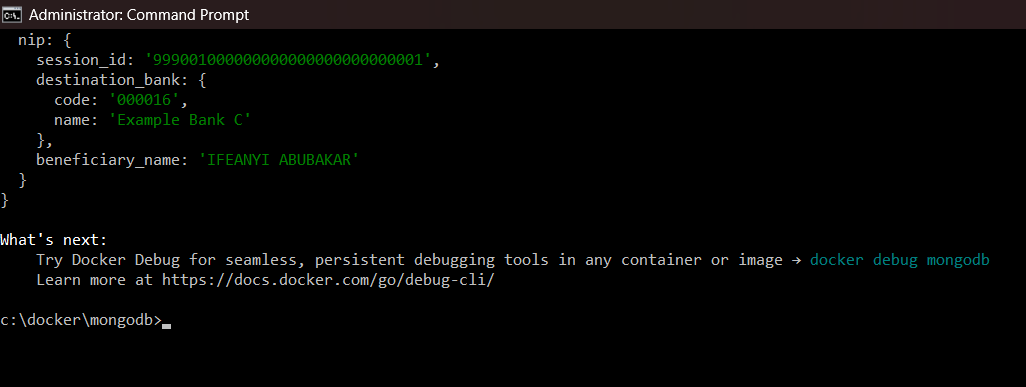 Administrator: Command Prompt
nip: {
session_id: '999001000000000000000000000001',
destination_bank: {
code: '000016',
name: 'Example Bank C'
},
beneficiary_name: 'IFEANYI ABUBAKAR'
}
}
What's next:
Try Docker Debug for seamless, persistent debugging tools in any container or image → docker debug mongodb
Learn more at https://docs.docker.com/go/debug-cli/
c:\docker\mongodb>